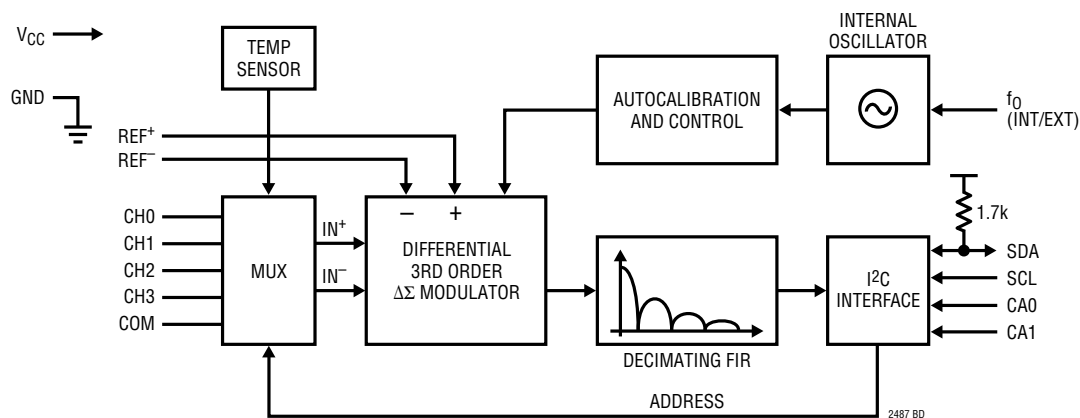 VCC
GND
TEMP
SENSOR
INTERNAL
OSCILLATOR
AUTOCALIBRATION
AND CONTROL
fO
(INT/EXT)
REF+
REF–
1.7k
CH0
CH1
CH2
CH3
COM
MUX
IN+
IN–
– +
DIFFERENTIAL
3RD ORDER
ΔΣ MODULATOR
DECIMATING FIR
I2C
INTERFACE
SDA
SCL
CA0
CA1
ADDRESS
2487 BD